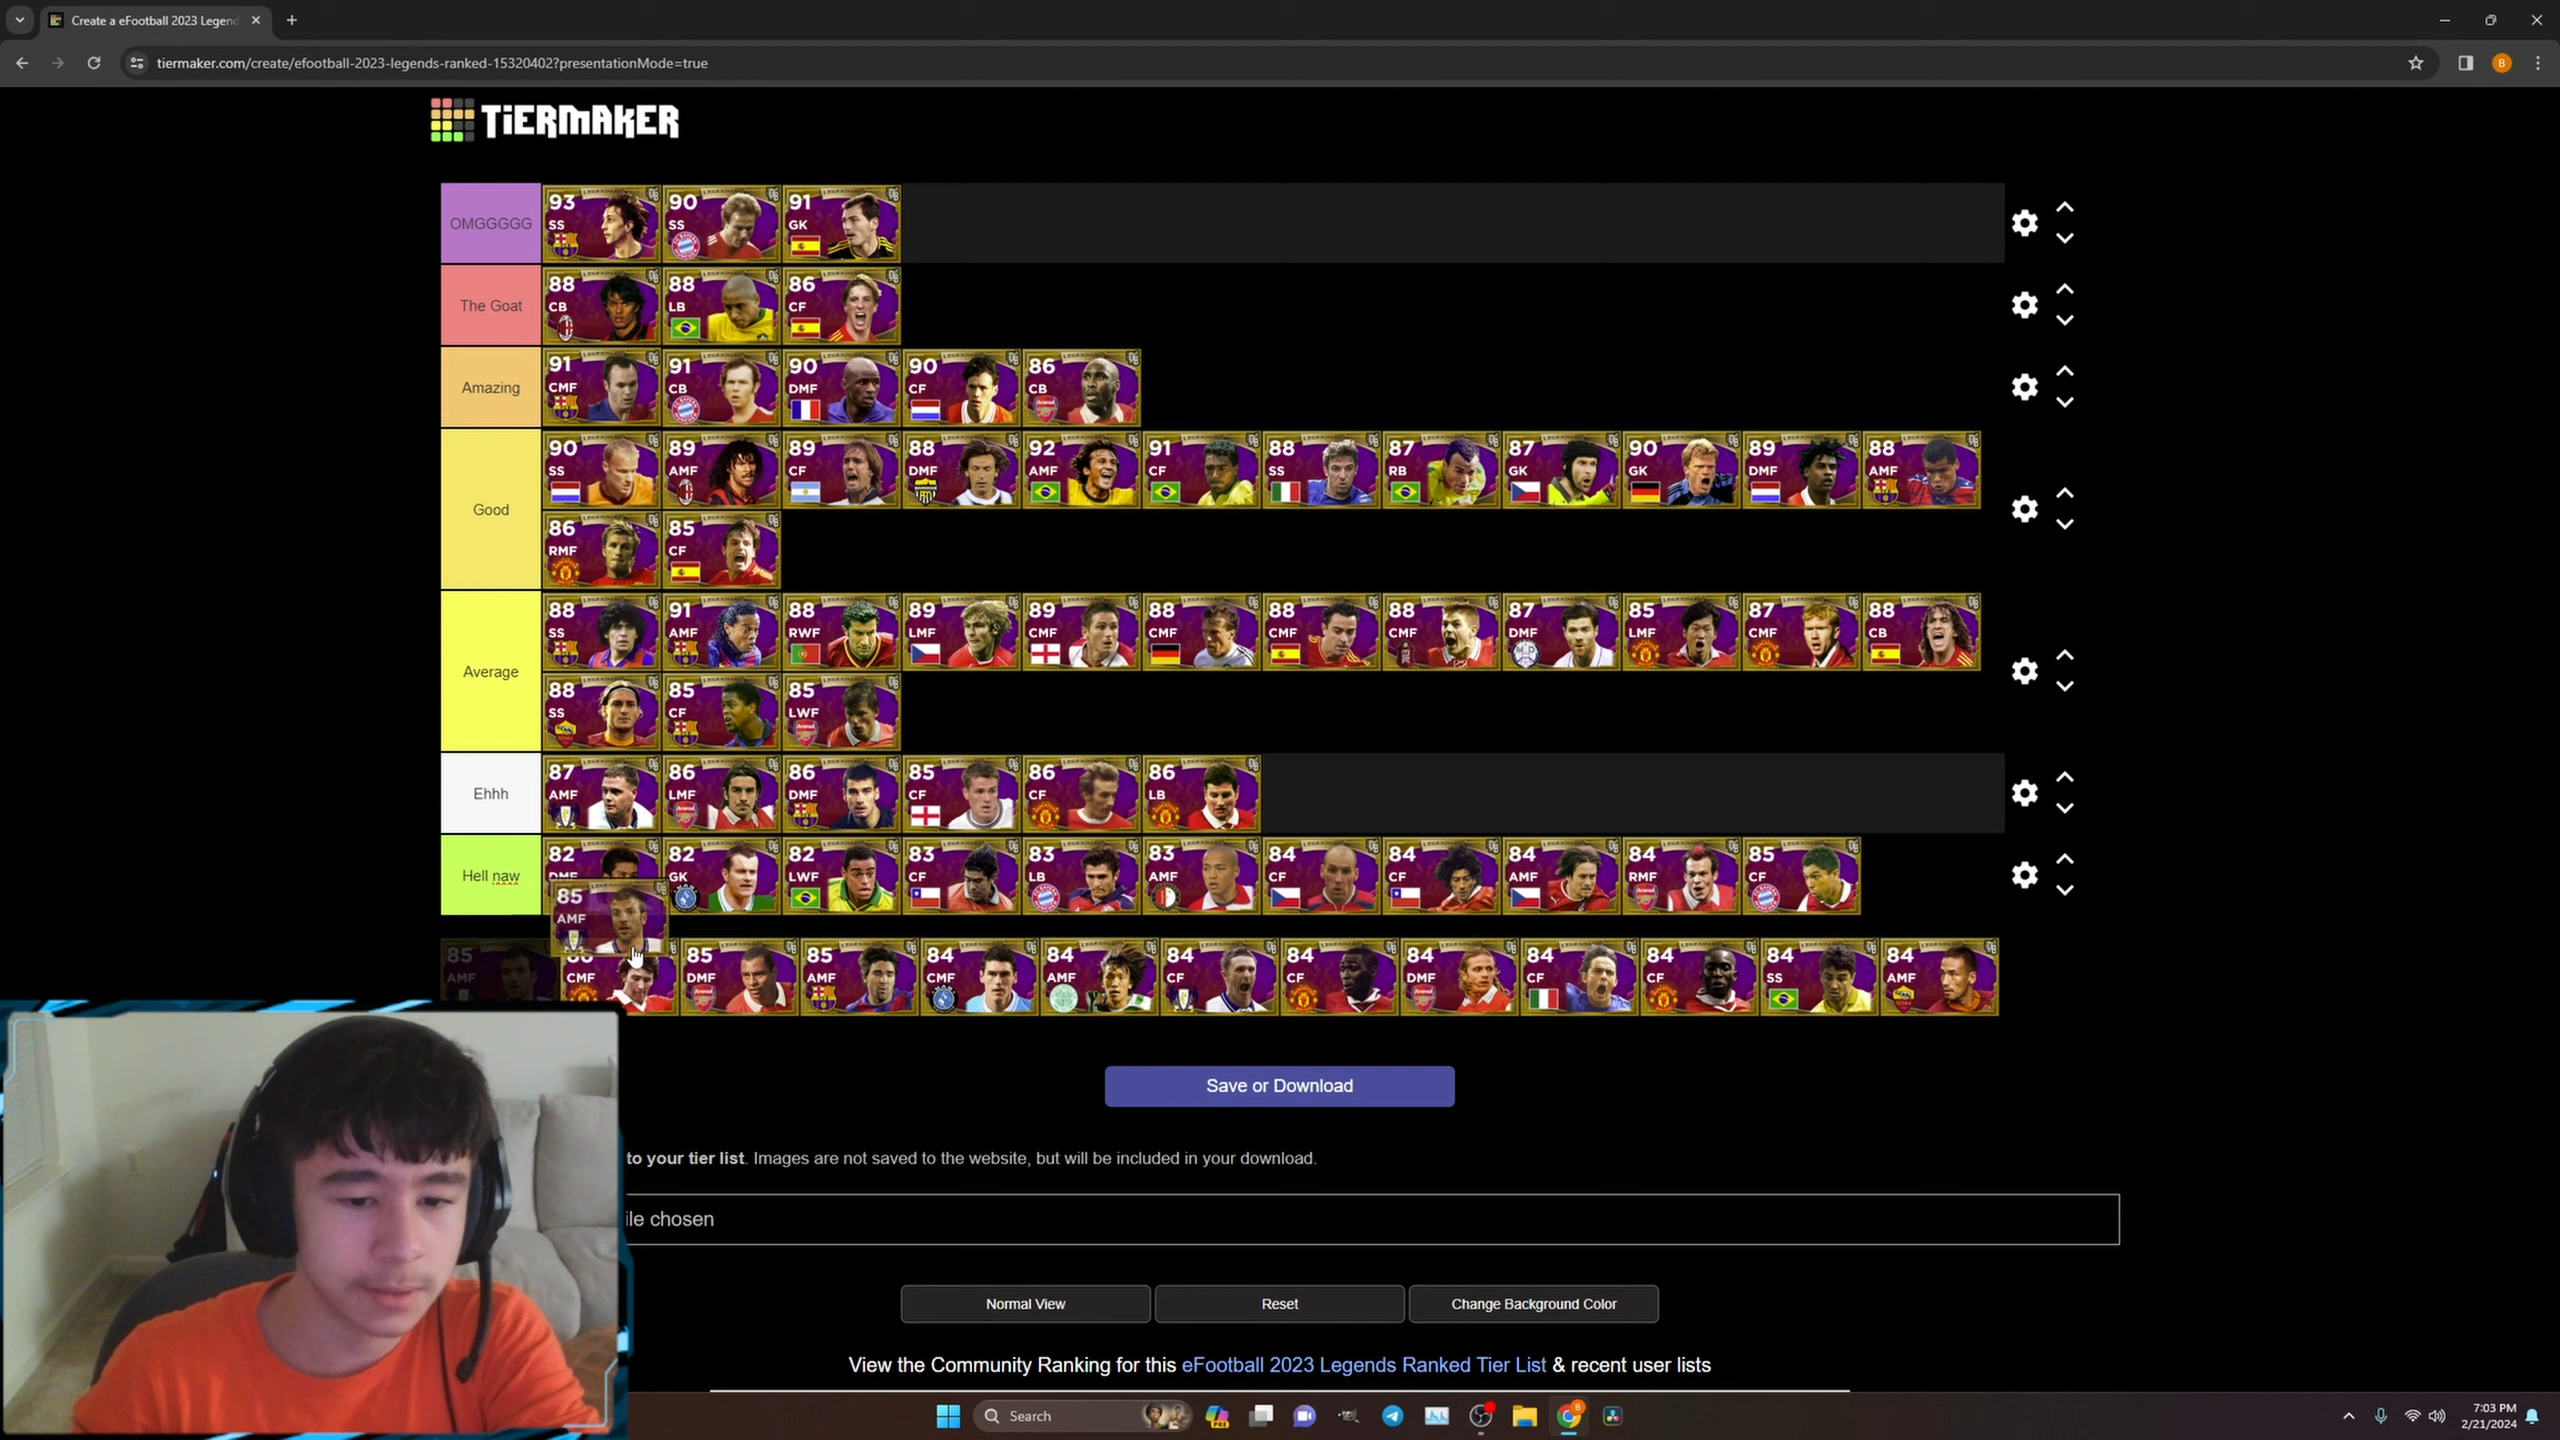 Create a eFootball 2023 Legend
tiermaker.com/create/efootball-2023-legends-ranked-15320402?presentationMode=true
B
TiERMAKER
OMGGGGG
93 SS
90 SS
91 GK
The Goat
88 CB
88 LB
86 CF
Amazing
91 CMF
91 CB
90 DMF
90 CF
86 CB
Good
90 SS
89 AMF
89 CF
88 DMF
92 AMF
91 CF
88 SS
87 RB
87 GK
90 GK
89 DMF
88 AMF
86 RMF
85 CF
Average
88 SS
91 AMF
88 RWF
89 LMF
89 CMF
88 CMF
88 CMF
88 CMF
87 DMF
85 LMF
87 CMF
88 CB
88 SS
85 CF
85 LWF
Ehhh
87 AMF
86 LMF
86 DMF
85 CF
86 CF
86 LB
Hell naw
82 DMF
82 GK
82 LWF
83 CF
83 LB
83 AMF
84 CF
84 CF
84 AMF
84 RMF
85 CF
85 AMF
85 AMF
86 CMF
85 DMF
85 AMF
84 CMF
84 AMF
84 CF
84 CF
84 DMF
84 CF
84 CF
84 SS
84 AMF
Save or Download
to your tier list. Images are not saved to the website, but will be included in your download.
ile chosen
Normal View
Reset
Change Background Color
View the Community Ranking for this eFootball 2023 Legends Ranked Tier List & recent user lists
Search
7:03 PM
2/21/2024